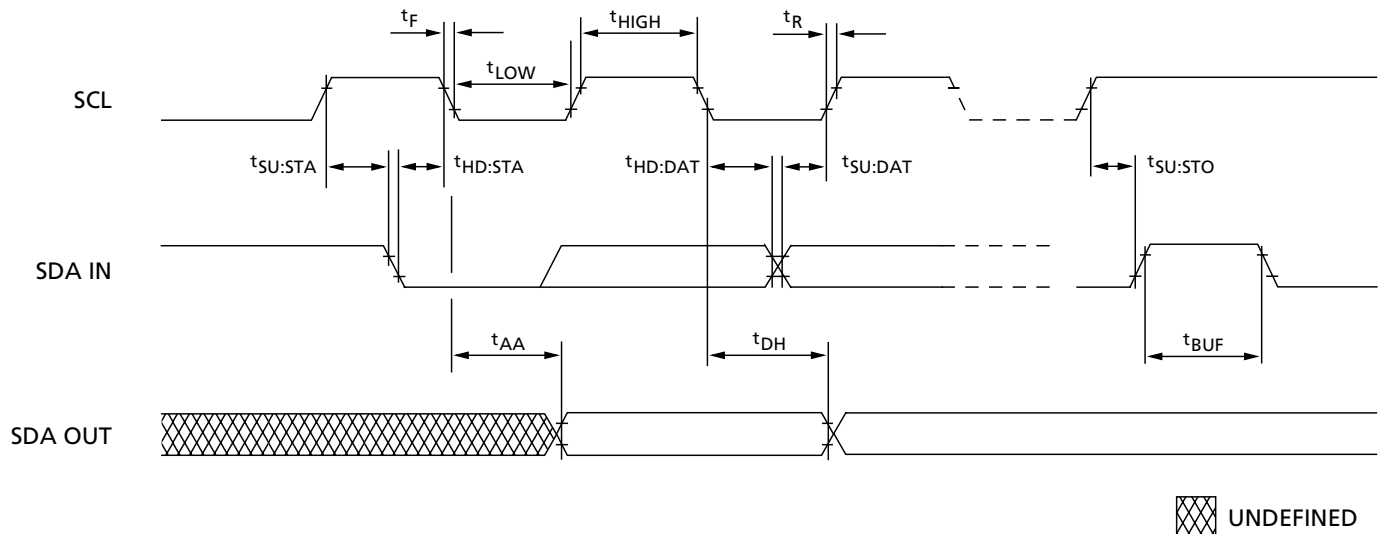 tF
tHIGH
tR
tLOW
SCL
tSU:STA
tHD:STA
tHD:DAT
tSU:DAT
tSU:STO
SDA IN
tAA
tDH
tBUF
SDA OUT
UNDEFINED